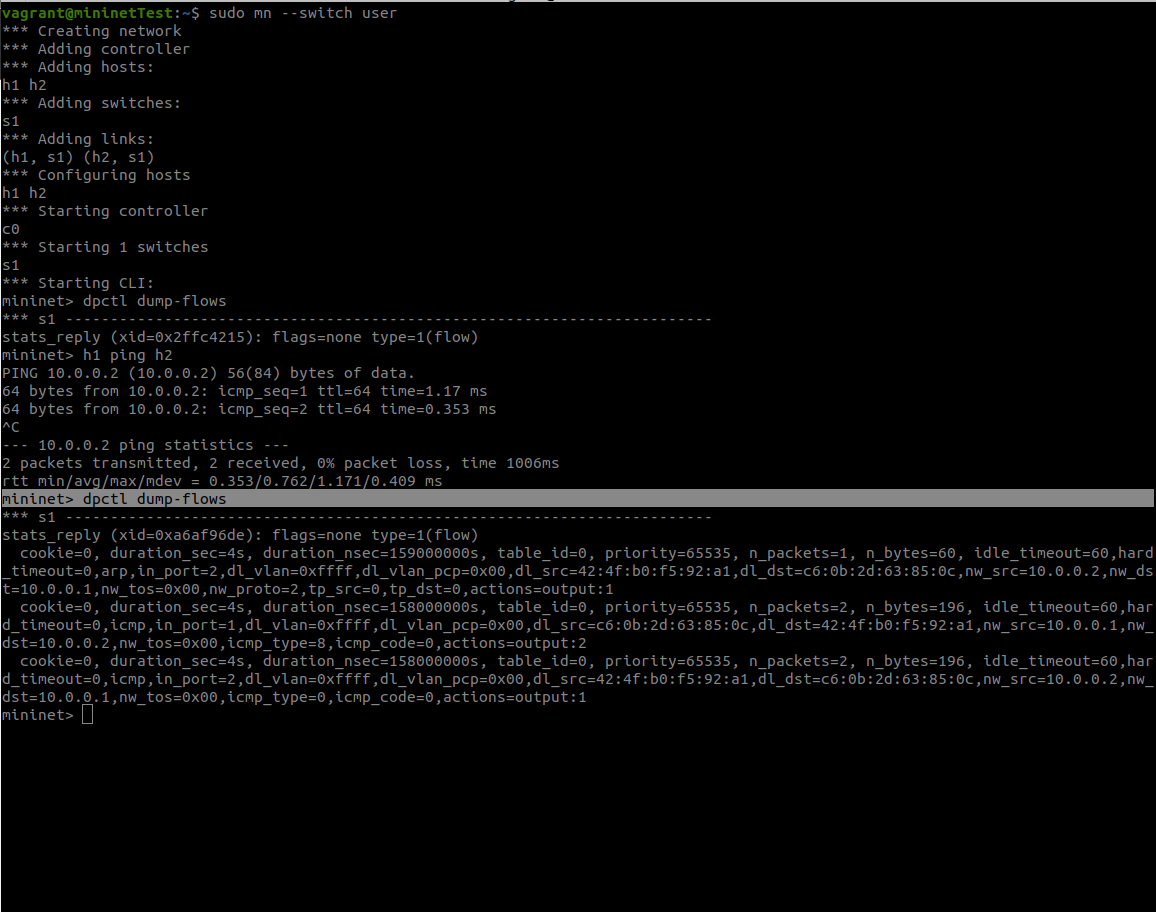 vagrant@mininetTest:~$ sudo mn --switch user
*** Creating network
*** Adding controller
*** Adding hosts:
h1 h2
*** Adding switches:
s1
*** Adding links:
(h1, s1) (h2, s1)
*** Configuring hosts
h1 h2
*** Starting controller
c0
*** Starting 1 switches
s1
*** Starting CLI:
mininet> dpctl dump-flows
*** s1 ------------------------------------------------------------------------
stats_reply (xid=0x2ffc4215): flags=none type=1(flow)
mininet> h1 ping h2
PING 10.0.0.2 (10.0.0.2) 56(84) bytes of data.
64 bytes from 10.0.0.2: icmp_seq=1 ttl=64 time=1.17 ms
64 bytes from 10.0.0.2: icmp_seq=2 ttl=64 time=0.353 ms
^C
--- 10.0.0.2 ping statistics ---
2 packets transmitted, 2 received, 0% packet loss, time 1006ms
rtt min/avg/max/mdev = 0.353/0.762/1.171/0.409 ms
mininet> dpctl dump-flows
*** s1 ------------------------------------------------------------------------
stats_reply (xid=0xa6af96de): flags=none type=1(flow)
  cookie=0, duration_sec=4s, duration_nsec=159000000s, table_id=0, priority=65535, n_packets=1, n_bytes=60, idle_timeout=60,hard
_timeout=0,arp,in_port=2,dl_vlan=0xffff,dl_vlan_pcp=0x00,dl_src=42:4f:b0:f5:92:a1,dl_dst=c6:0b:2d:63:85:0c,nw_src=10.0.0.2,nw_ds
t=10.0.0.1,nw_tos=0x00,nw_proto=2,tp_src=0,tp_dst=0,actions=output:1
  cookie=0, duration_sec=4s, duration_nsec=158000000s, table_id=0, priority=65535, n_packets=2, n_bytes=196, idle_timeout=60,har
d_timeout=0,icmp,in_port=1,dl_vlan=0xffff,dl_vlan_pcp=0x00,dl_src=c6:0b:2d:63:85:0c,dl_dst=42:4f:b0:f5:92:a1,nw_src=10.0.0.1,nw_
dst=10.0.0.2,nw_tos=0x00,icmp_type=8,icmp_code=0,actions=output:2
  cookie=0, duration_sec=4s, duration_nsec=158000000s, table_id=0, priority=65535, n_packets=2, n_bytes=196, idle_timeout=60,har
d_timeout=0,icmp,in_port=2,dl_vlan=0xffff,dl_vlan_pcp=0x00,dl_src=42:4f:b0:f5:92:a1,dl_dst=c6:0b:2d:63:85:0c,nw_src=10.0.0.2,nw_
dst=10.0.0.1,nw_tos=0x00,icmp_type=0,icmp_code=0,actions=output:1
mininet>